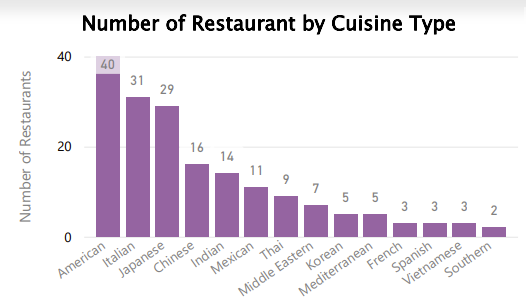 Number of Restaurant by Cuisine Type
Number of Restaurants
40
20
0
40
31
29
16
14
11
9
7
5
5
3
3
3
2
American
Italian
Japanese
Chinese
Indian
Mexican
Thai
Middle Eastern
Korean
Mediterranean
French
Spanish
Vietnamese
Southern